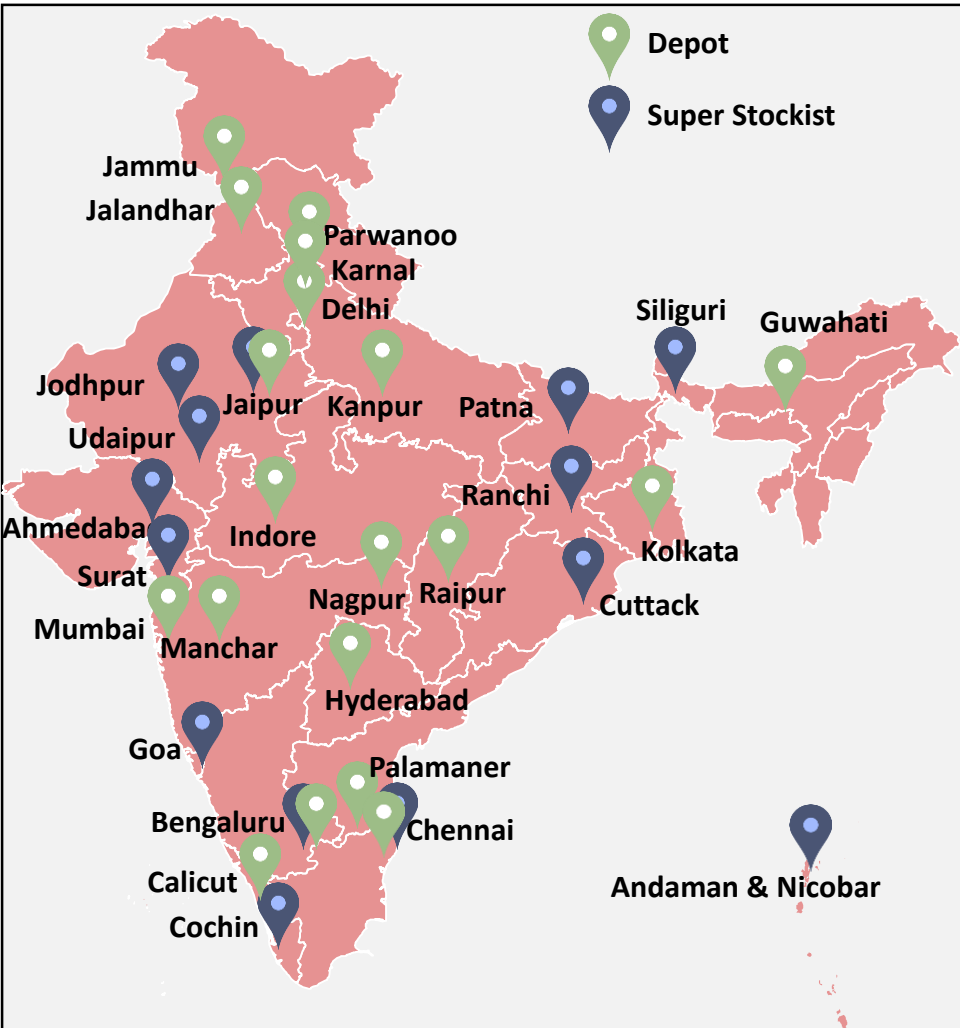 Depot
Super Stockist
Jammu
Jalandhar
Parwanoo
Karnal
Delhi
Siliguri
Guwahati
Jodhpur
Jaipur
Kanpur
Patna
Udaipur
Ranchi
Ahmedaba
Indore
Kolkata
Surat
Nagpur
Raipur
Cuttack
Mumbai
Manchar
Hyderabad
Goa
Palamaner
Bengaluru
Chennai
Calicut
Andaman & Nicobar
Cochin